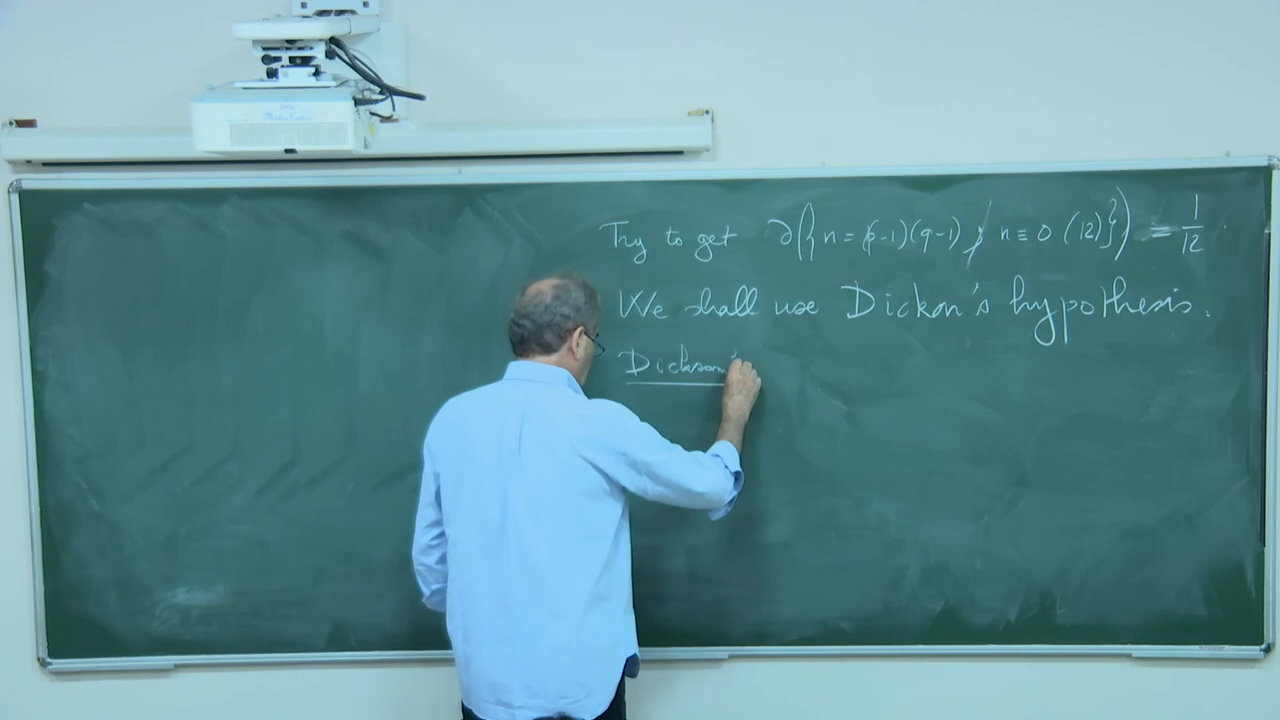 Try to get ∂({n = (p-1)(q-1), n ≡ 0 (12)}) = 1/12
We shall use Dickon's hypothesis.
Dickson'